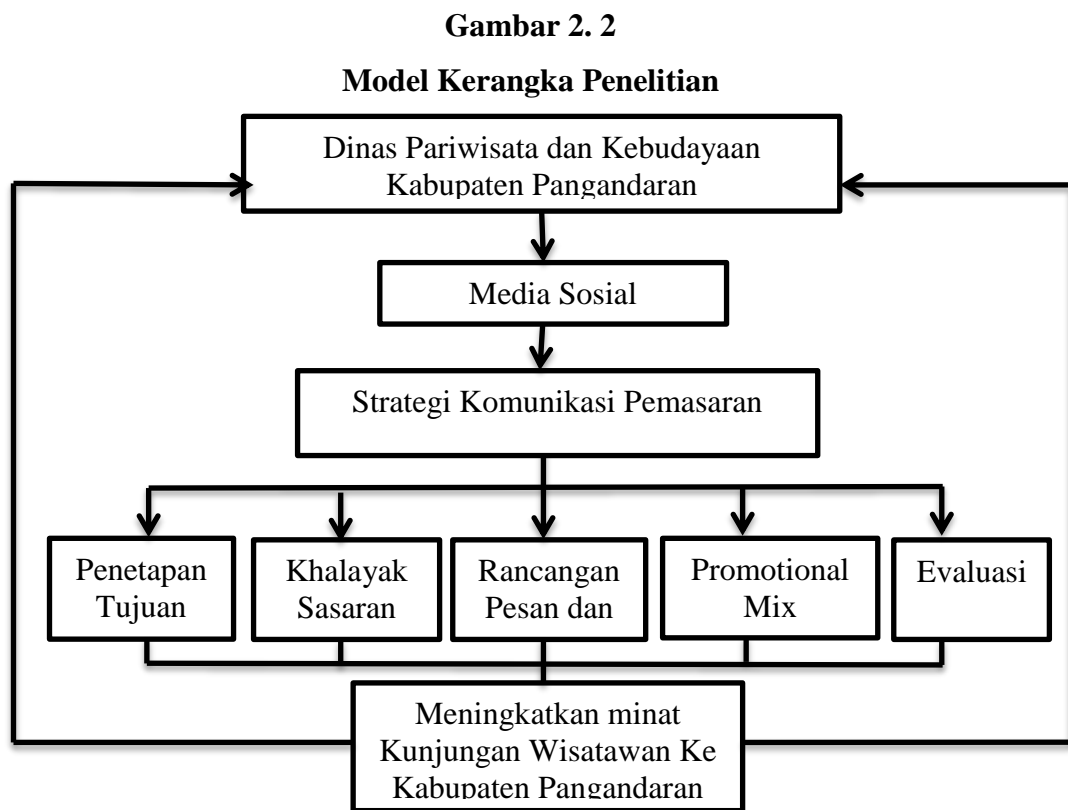 Gambar 2. 2
Model Kerangka Penelitian
Dinas Pariwisata dan Kebudayaan
Kabupaten Pangandaran
Media Sosial
Strategi Komunikasi Pemasaran
Penetapan
Tujuan
Khalayak
Sasaran
Rancangan
Pesan dan
Promotional
Mix
Evaluasi
Meningkatkan minat
Kunjungan Wisatawan Ke
Kabupaten Pangandaran